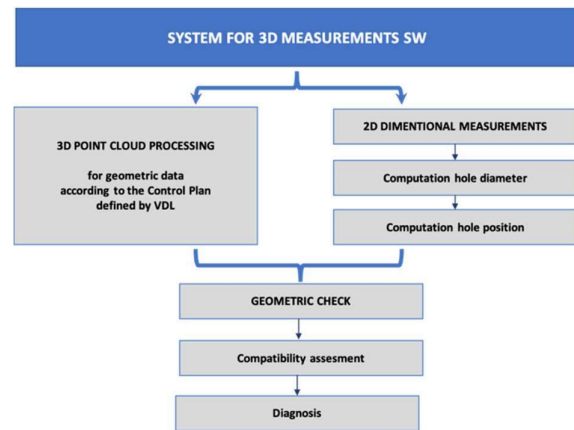 SYSTEM FOR 3D MEASUREMENTS SW
3D POINT CLOUD PROCESSING
for geometric data
according to the Control Plan
defined by VDL
2D DIMENTIONAL MEASUREMENTS
Computation hole diameter
Computation hole position
GEOMETRIC CHECK
Compatibility assesment
Diagnosis